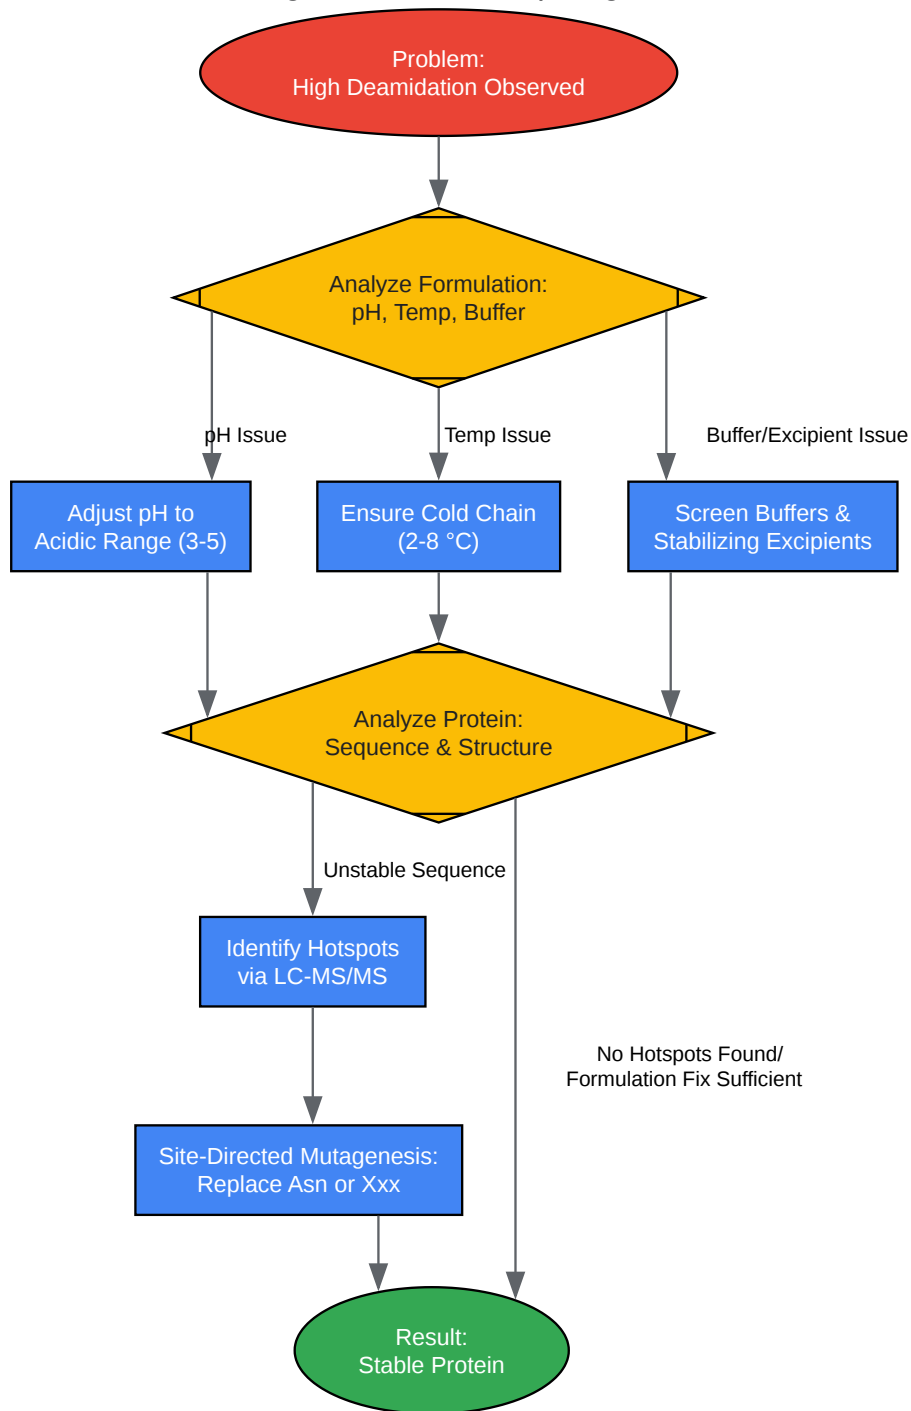 Problem:
High Deamidation Observed
Analyze Formulation:
pH, Temp, Buffer
pH Issue
Temp Issue
Buffer/Excipient Issue
Adjust pH to
Acidic Range (3-5)
Ensure Cold Chain
(2-8 °C)
Screen Buffers &
Stabilizing Excipients
Analyze Protein:
Sequence & Structure
Unstable Sequence
Identify Hotspots
via LC-MS/MS
No Hotspots Found/
Formulation Fix Sufficient
Site-Directed Mutagenesis:
Replace Asn or Xxx
Result:
Stable Protein